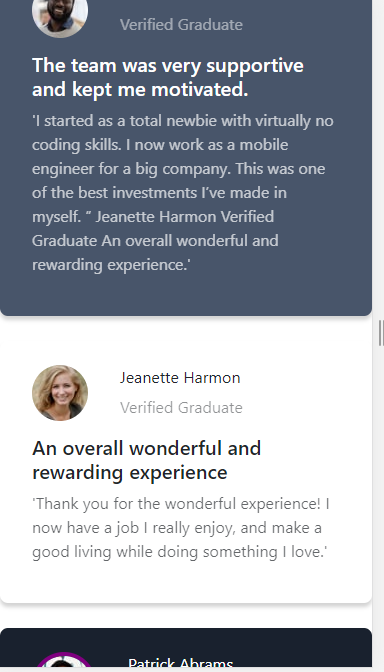 Verified Graduate
The team was very supportive
and kept me motivated.
'I started as a total newbie with virtually no
coding skills. I now work as a mobile
engineer for a big company. This was one
of the best investments I've made in
myself. ” Jeanette Harmon Verified
Graduate An overall wonderful and
rewarding experience.'
Jeanette Harmon
Verified Graduate
An overall wonderful and
rewarding experience
'Thank you for the wonderful experience! I
now have a job I really enjoy, and make a
good living while doing something I love.'
Patrick Abrams